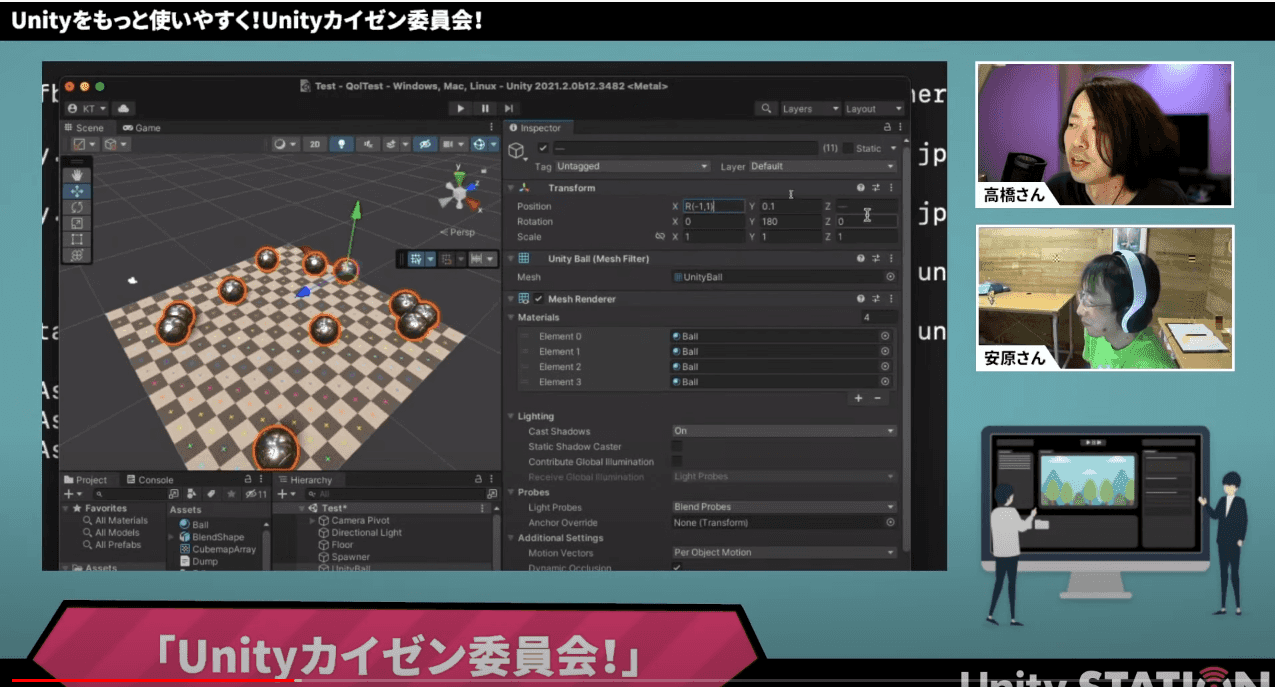 Unityをもっと使いやすく!Unityカイゼン委員会!
Test - QolTest - Windows, Mac, Linux - Unity 2021.2.0b12.3482 <Metal>
KT
Layers
Layout
Scene
Game
2D
Persp
Inspector
(11)
Static
Tag Untagged
Layer Default
Transform
Position X R(-1,1) Y 0.1 Z —
Rotation X 0 Y 180 Z 0
Scale X 1 Y 1 Z 1
Unity Ball (Mesh Filter)
Mesh UnityBall
Mesh Renderer
Materials 4
Element 0 Ball
Element 1 Ball
Element 2 Ball
Element 3 Ball
Lighting
Cast Shadows On
Static Shadow Caster
Contribute Global Illumination
Receive Global Illumination Light Probes
Probes
Light Probes Blend Probes
Anchor Override None (Transform)
Additional Settings
Motion Vectors Per Object Motion
Dynamic Occlusion
Project
Console
11
Favorites
All Materials
All Models
All Prefabs
Assets
Assets
Ball
BlendShape
CubemapArray
Dump
Hierarchy
All
Test*
Camera Pivot
Directional Light
Floor
Spawner
UnityBall
jp
jp
un
un
高橋さん
安原さん
「Unityカイゼン委員会!」
Unity STATION